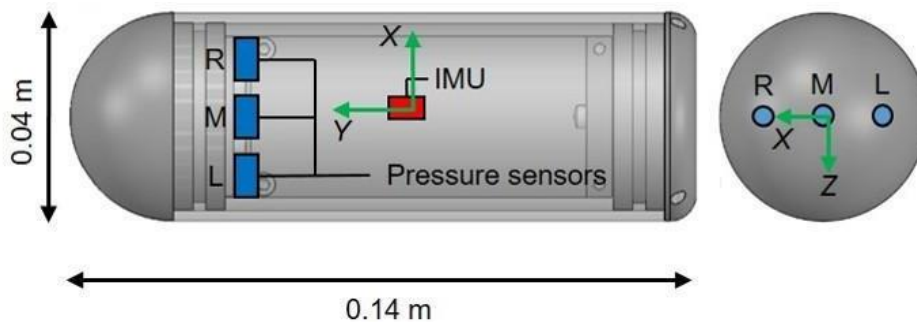 R
M
L
X
Y
IMU
Pressure sensors
0.04 m
0.14 m
R M L
X
Z